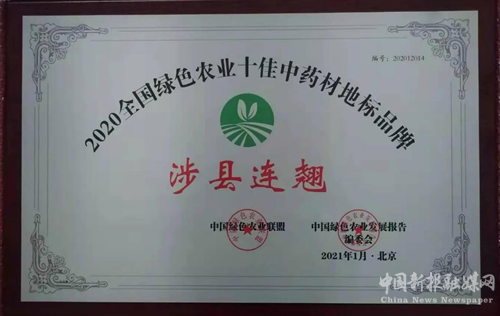 编号：202012014
2020全国绿色农业十佳中药材地标品牌
涉县连翘
中国绿色农业联盟
中国绿色农业发展报告
编委会
2021年1月·北京
中国新报融媒网
China News Newspaper